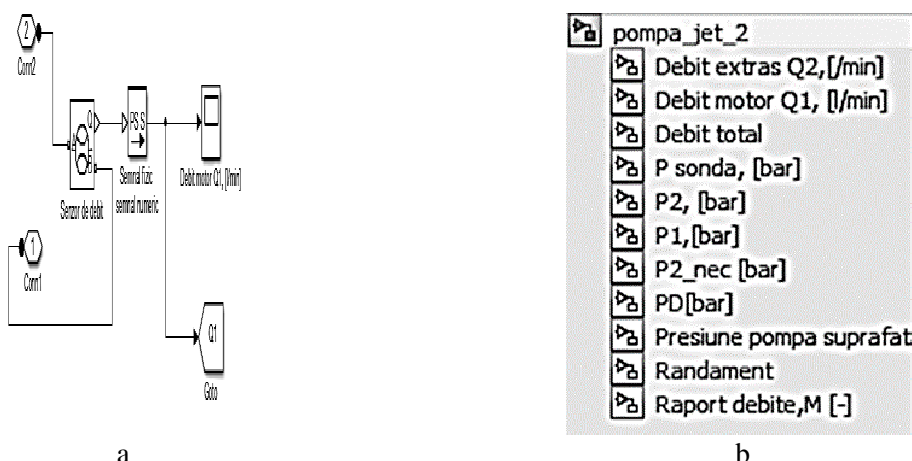 2
Conn2
Q
A
B
Senzor de debit
PS S
Semnal fizic
semnal numeric
Debit motor Q1, [l/min]
1
Conn1
Q1
Goto
a
pompa_jet_2
Debit extras Q2,[/min]
Debit motor Q1, [l/min]
Debit total
P sonda, [bar]
P2, [bar]
P1,[bar]
P2_nec [bar]
PD[bar]
Presiune pompa suprafat
Randament
Raport debite,M [-]
b